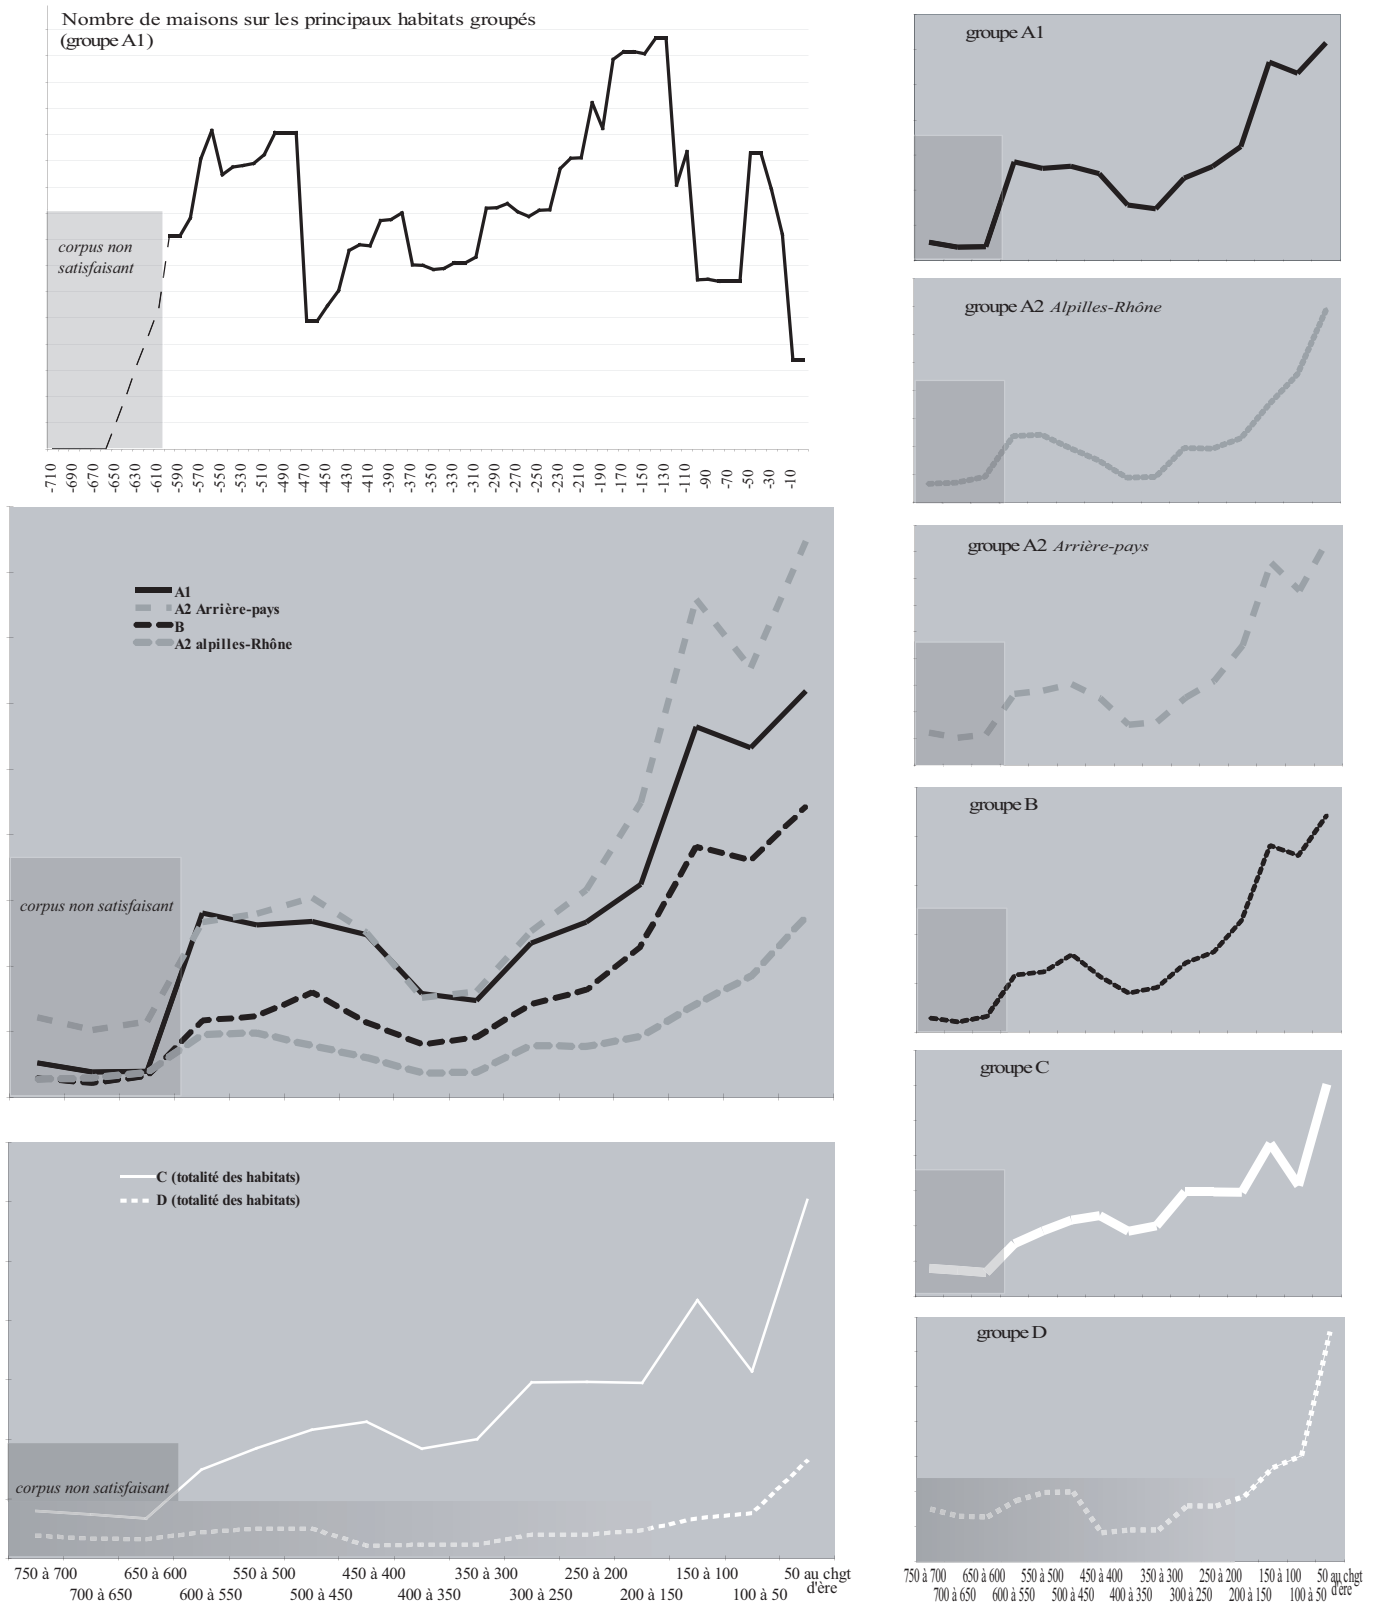 Nombre de maisons sur les principaux habitats groupés
(groupe A1)
corpus non
satisfaisant
-710 -690 -670 -650 -630 -610 -590 -570 -550 -530 -510 -490 -470 -450 -430 -410 -390 -370 -350 -330 -310 -290 -270 -250 -230 -210 -190 -170 -150 -130 -110 -90 -70 -50 -30 -10
A1
A2 Arrière-pays
B
A2 alpilles-Rhône
corpus non satisfaisant
C (totalité des habitats)
D (totalité des habitats)
corpus non satisfaisant
750 à 700 650 à 600 550 à 500 450 à 400 350 à 300 250 à 200 150 à 100 50 au chgt
d'ère
700 à 650 600 à 550 500 à 450 400 à 350 300 à 250 200 à 150 100 à 50
groupe A1
groupe A2 Alpilles-Rhône
groupe A2 Arrière-pays
groupe B
groupe C
groupe D
750 à 700 650 à 600 550 à 500 450 à 400 350 à 300 250 à 200 150 à 100 50 au chgt
d'ère
700 à 650 600 à 550 500 à 450 400 à 350 300 à 250 200 à 150 100 à 50